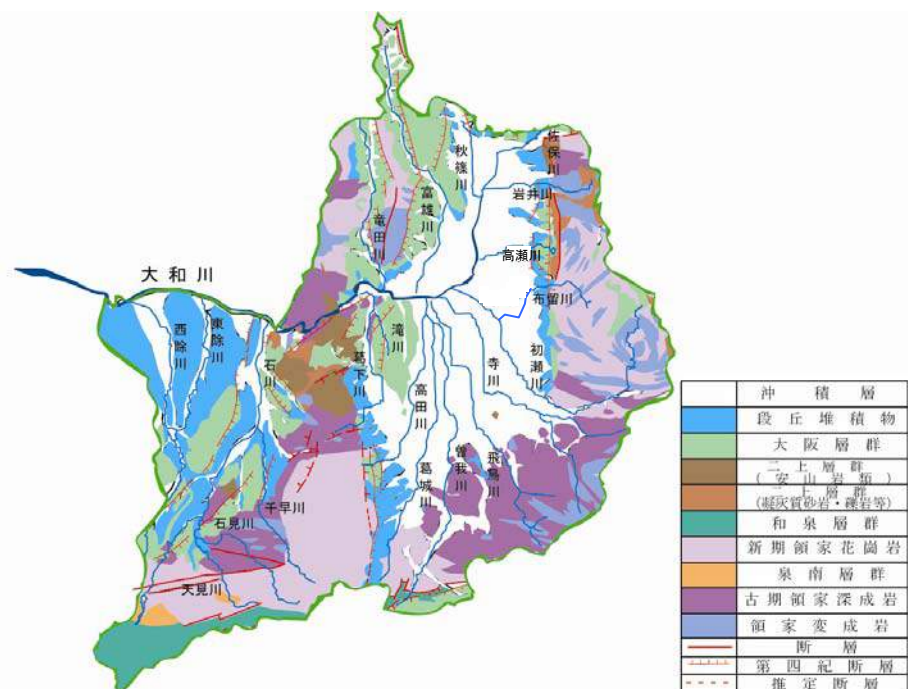 佐保川
秋篠川
岩井川
富雄川
竜田川
高瀬川
大和川
布留川
西除川
東除川
石川
葛下川
滝川
高田川
寺川
初瀬川
葛城川
曽我川
飛鳥川
千早川
石見川
天見川
沖積層
段丘堆積物
大阪層群
二上層群
(安山岩類)
二上層群
(凝灰質砂岩・礫岩等)
和泉層群
新期領家花崗岩
泉南層群
古期領家深成岩
領家変成岩
断層
第四紀断層
推定断層